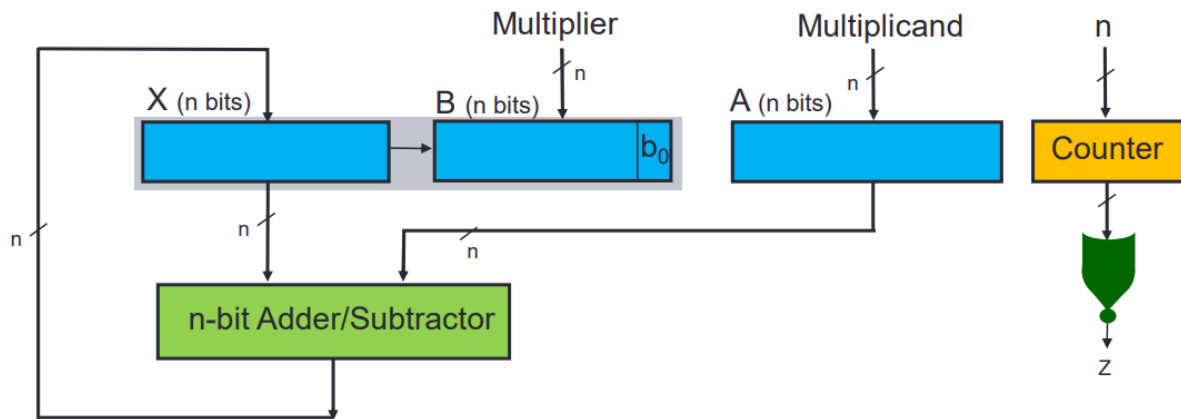 Multiplier
Multiplicand
n
n
n
X (n bits)
B (n bits)
A (n bits)
b0
Counter
n
n
n
n-bit Adder/Subtractor
z